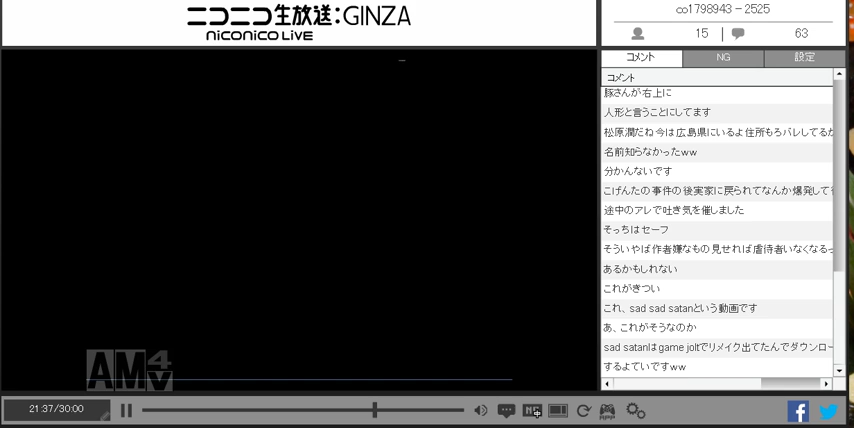 ニコニコ生放送:GINZA
niconico Live
co1798943 – 2525
15
63
コメント
NG
設定
コメント
豚さんが右上に
人形と言うことにしてます
松原潤だね今は広島県にいるよ住所もろバレしてるか
名前知らなかったww
分かんないです
こげんたの事件の後実家に戻られてなんか爆発して
途中のアレで吐き気を催しました
そっちはセーフ
そういやば作者嫌なもの見せれば虐待者いなくなるっ
あるかもしれない
これがきつい
これ、sad sad satanという動画です
あ、これがそうなのか
sad satanはgame joltでリメイク出てたんでダウンロー
するよていですww
AM4V
21:37/30:00